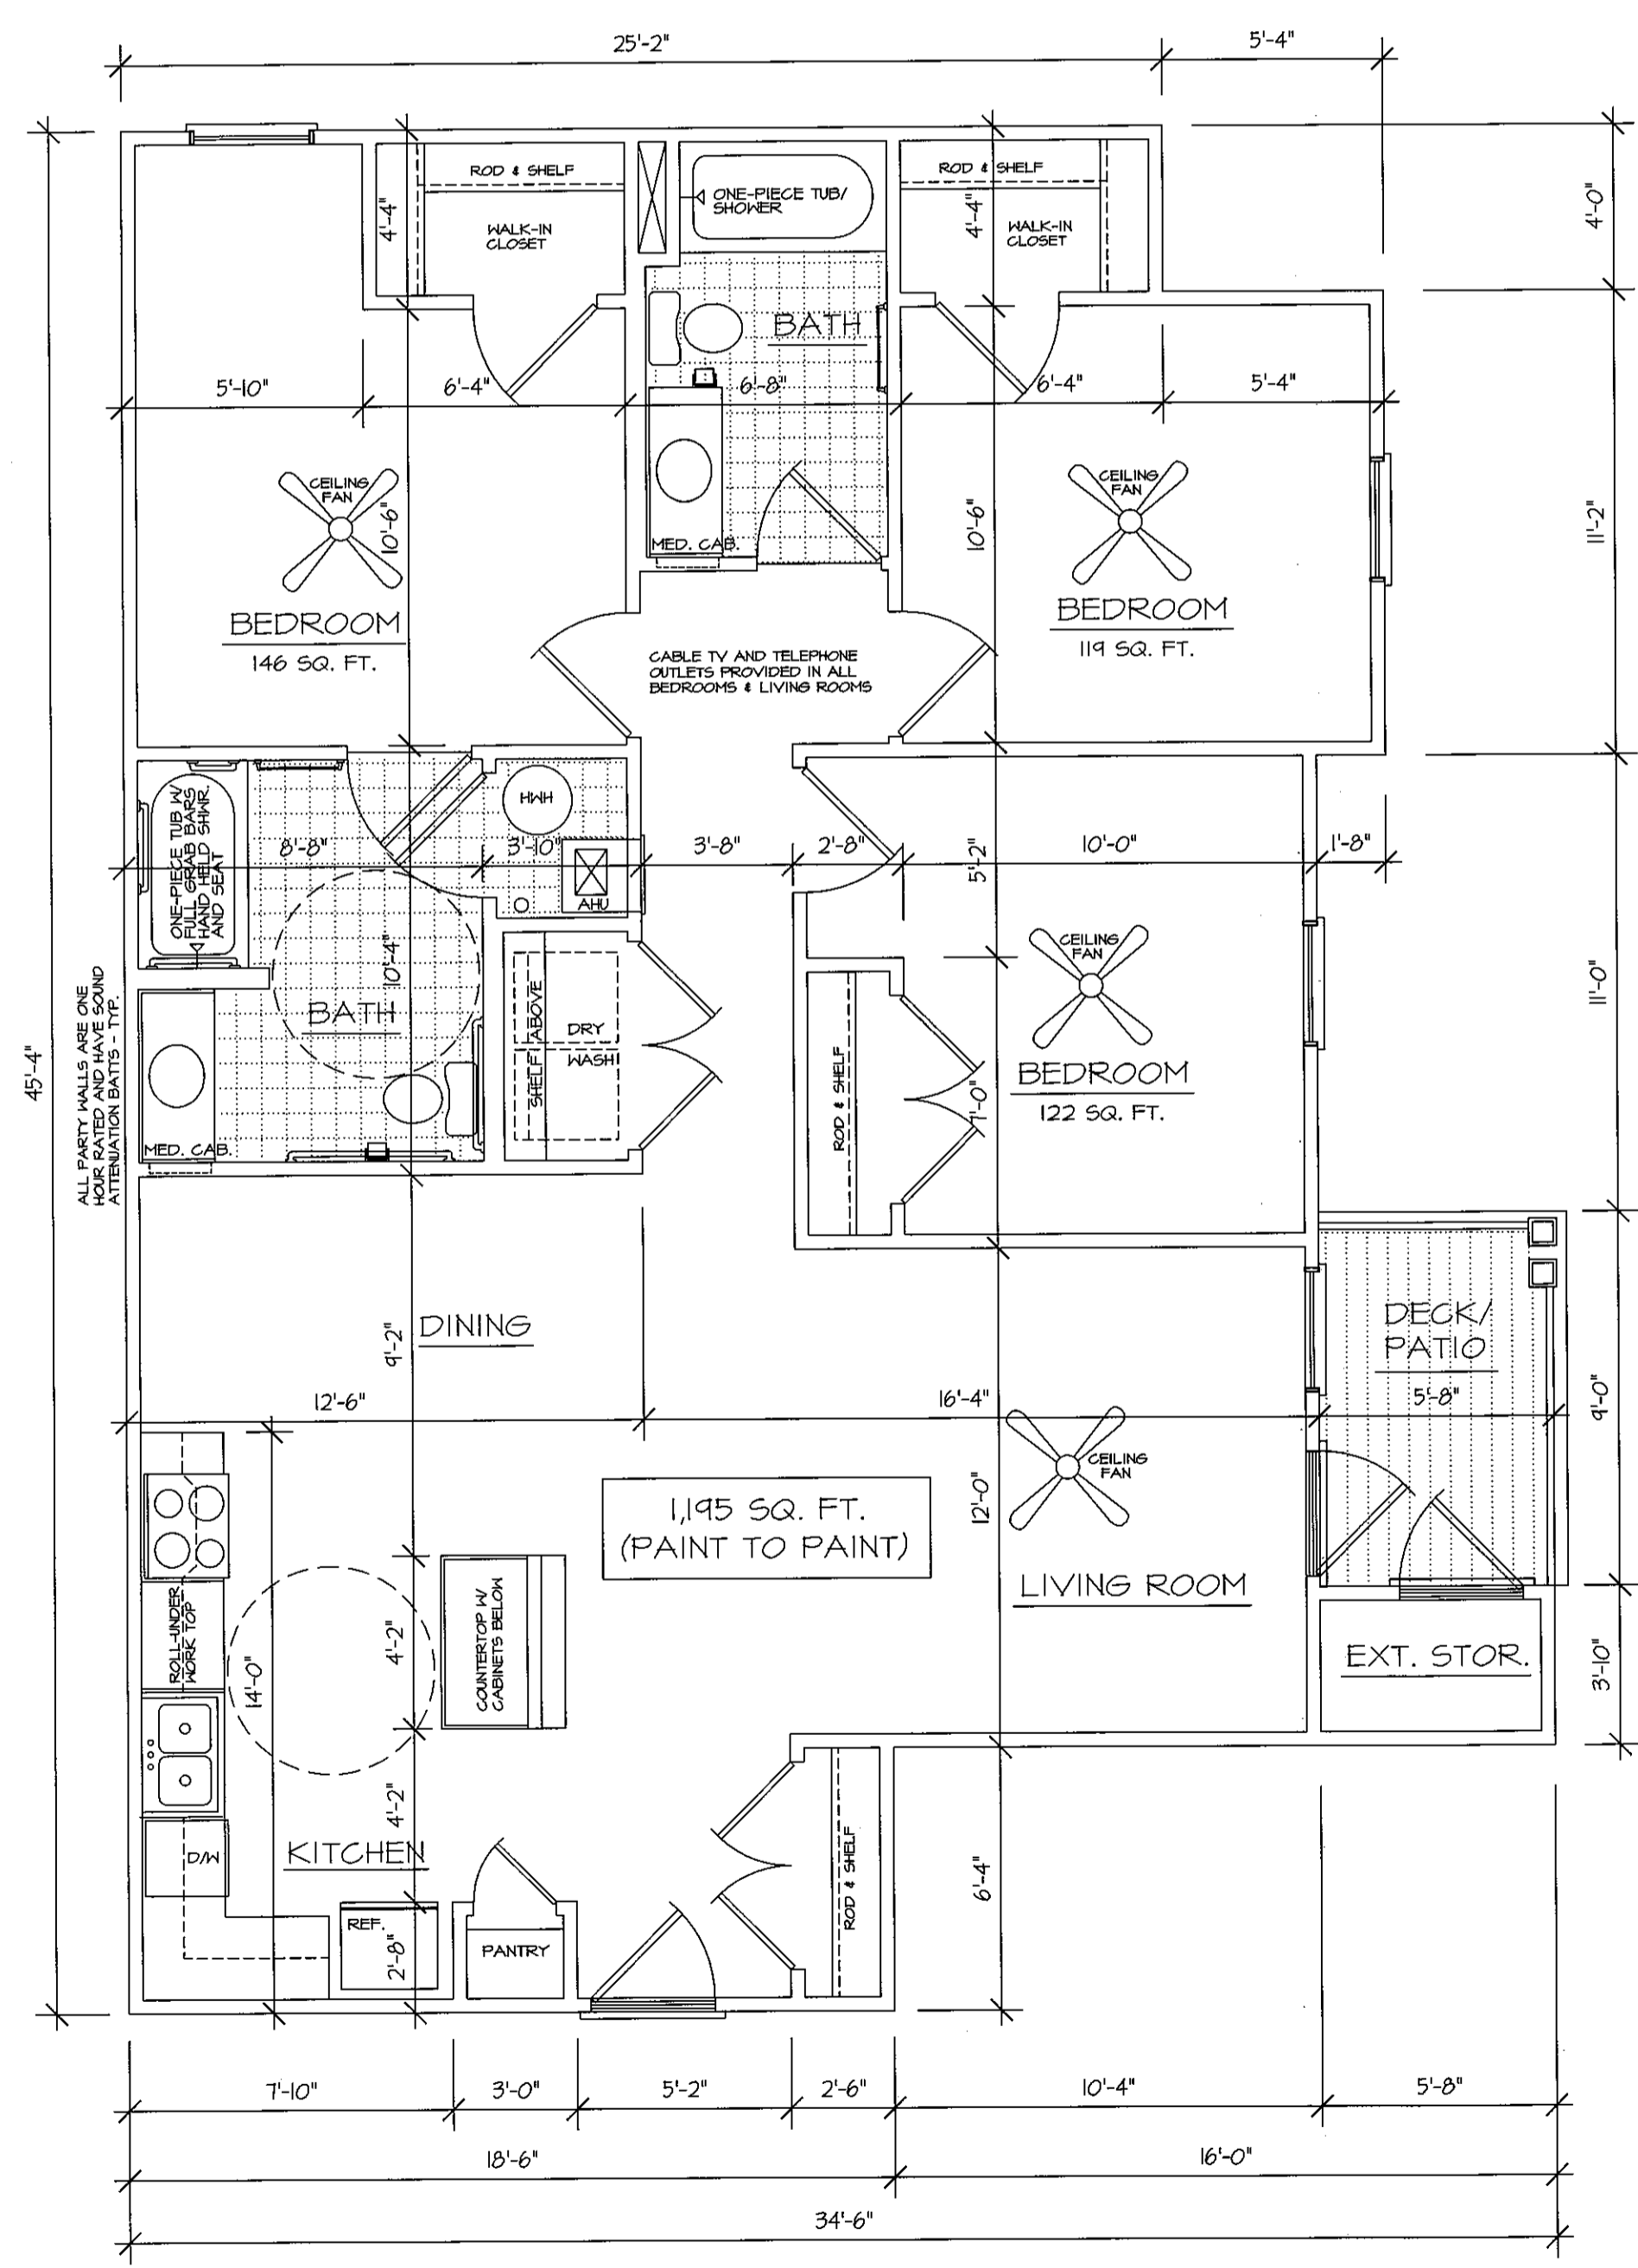 25'-2"
5'-4"
ROD & SHELF
WALK-IN
CLOSET
4'-4"
ONE-PIECE TUB/
SHOWER
ROD & SHELF
WALK-IN
CLOSET
4'-4"
4'-0"
BATH
5'-10"
6'-4"
6'-8"
6'-4"
5'-4"
CEILING
FAN
10'-6"
BEDROOM
146 SQ. FT.
MED. CAB.
CEILING
FAN
10'-6"
BEDROOM
119 SQ. FT.
11'-2"
CABLE TV AND TELEPHONE
OUTLETS PROVIDED IN ALL
BEDROOMS & LIVING ROOMS
ONE-PIECE TUB W/
FULL GRAB BARS
HAND HELD SHWR.
AND SEAT
HWH
8'-8"
3'-10"
3'-8"
2'-8"
5'-2"
10'-0"
1'-8"
AHU
10'-4"
BATH
SHELF ABOVE
DRY
WASH
MED. CAB.
ALL PARTY WALLS ARE ONE
HOUR RATED AND HAVE SOUND
ATTENUATION BATTS - TYP.
45'-4"
ROD & SHELF
CEILING
FAN
BEDROOM
122 SQ. FT.
7'-0"
11'-0"
DINING
9'-2"
12'-6"
16'-4"
DECK/
PATIO
5'-8"
9'-0"
CEILING
FAN
12'-0"
1,195 SQ. FT.
(PAINT TO PAINT)
LIVING ROOM
EXT. STOR.
3'-10"
ROLL-UNDER
WORK TOP
14'-0"
4'-2"
COUNTERTOP W/
CABINETS BELOW
4'-2"
KITCHEN
D/W
REF.
2'-8"
PANTRY
ROD & SHELF
6'-4"
7'-10"
3'-0"
5'-2"
2'-6"
10'-4"
5'-8"
18'-6"
16'-0"
34'-6"